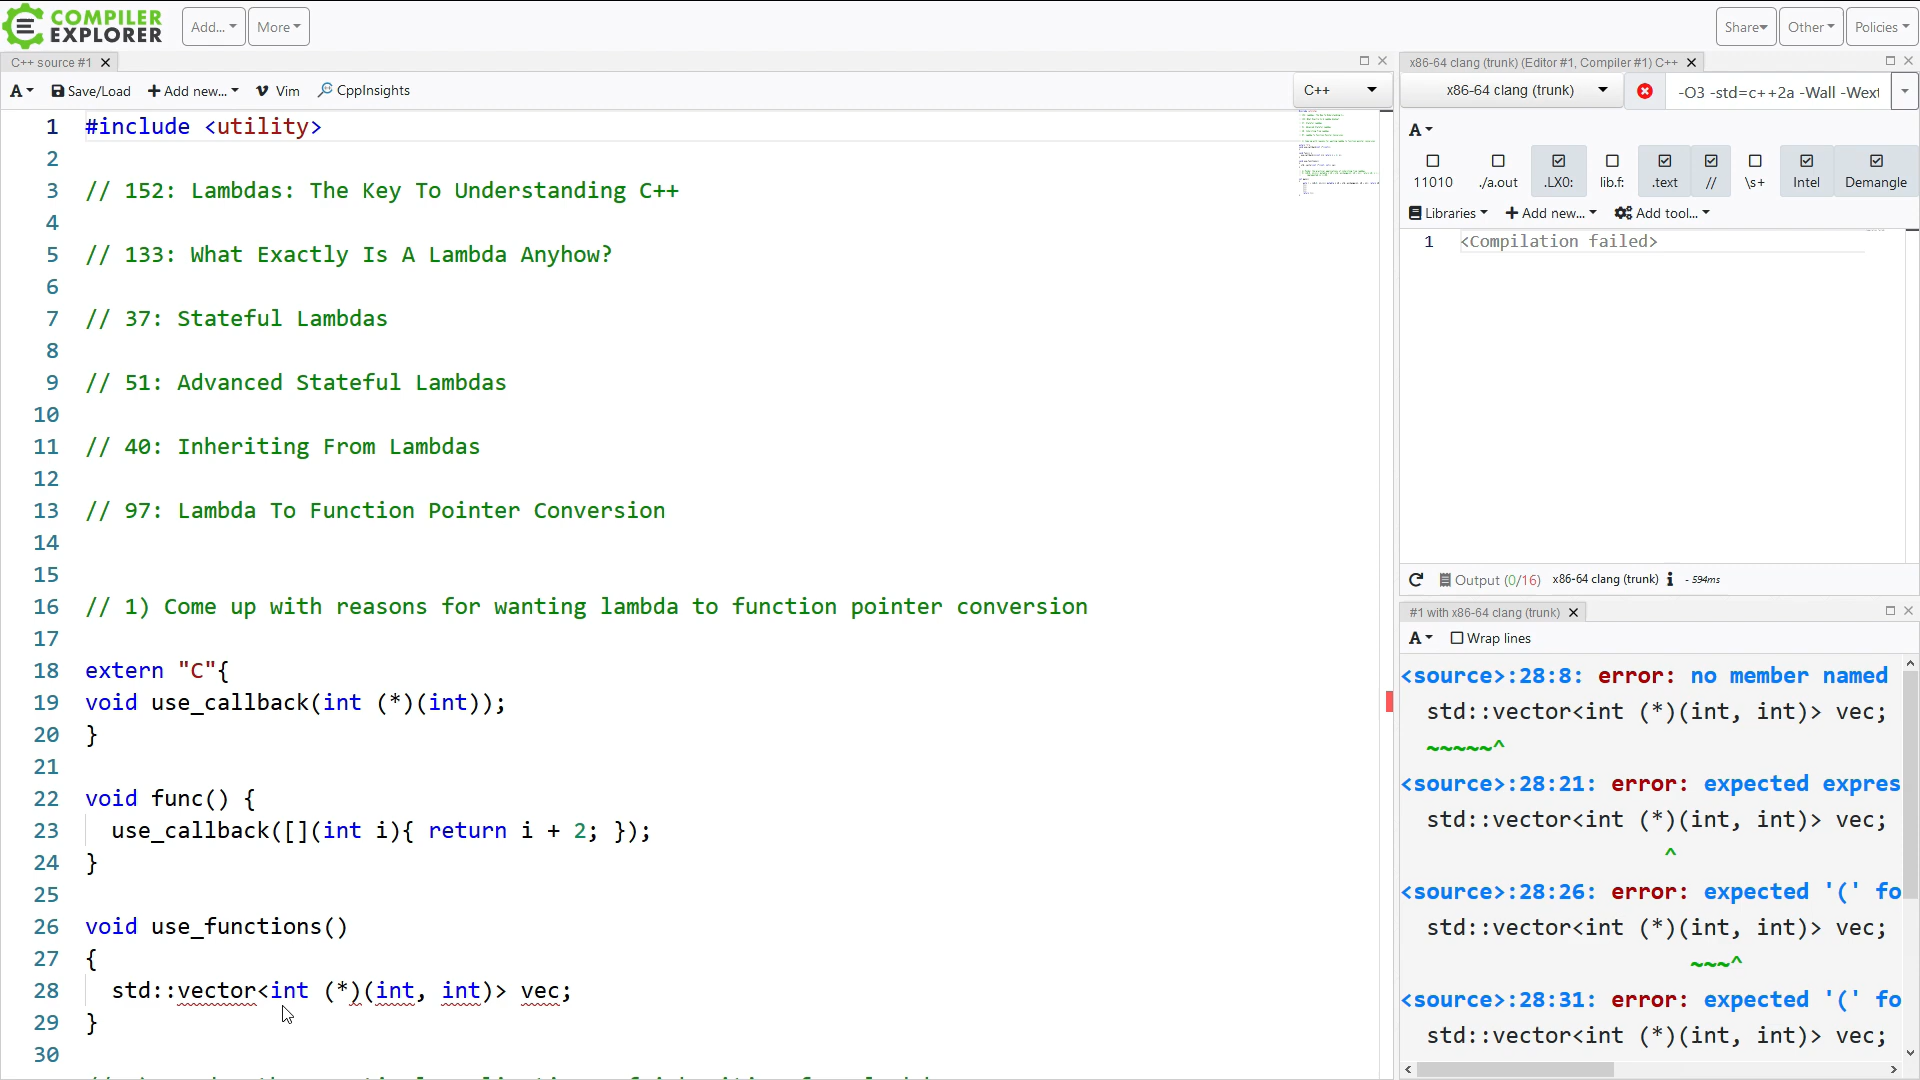 COMPILER
EXPLORER
Add...
More
Share
Other
Policies
C++ source #1
A
Save/Load
Add new...
Vim
CppInsights
C++
1 #include <utility>
2
3 // 152: Lambdas: The Key To Understanding C++
4
5 // 133: What Exactly Is A Lambda Anyhow?
6
7 // 37: Stateful Lambdas
8
9 // 51: Advanced Stateful Lambdas
10
11 // 40: Inheriting From Lambdas
12
13 // 97: Lambda To Function Pointer Conversion
14
15
16 // 1) Come up with reasons for wanting lambda to function pointer conversion
17
18 extern "C"{
19 void use_callback(int (*)(int));
20 }
21
22 void func() {
23 use_callback([](int i){ return i + 2; });
24 }
25
26 void use_functions()
27 {
28 std::vector<int (*)(int, int)> vec;
29 }
30
x86-64 clang (trunk) (Editor #1, Compiler #1) C++
x86-64 clang (trunk)
-O3 -std=c++2a -Wall -Wext
A
11010
./a.out
.LX0:
lib.f:
.text
//
\s+
Intel
Demangle
Libraries
Add new...
Add tool...
1 <Compilation failed>
Output (0/16) x86-64 clang (trunk) i - 594ms
#1 with x86-64 clang (trunk)
A
Wrap lines
<source>:28:8: error: no member named
std::vector<int (*)(int, int)> vec;
~~~~~^
<source>:28:21: error: expected expres
std::vector<int (*)(int, int)> vec;
^
<source>:28:26: error: expected '(' fo
std::vector<int (*)(int, int)> vec;
~~~^
<source>:28:31: error: expected '(' fo
std::vector<int (*)(int, int)> vec;